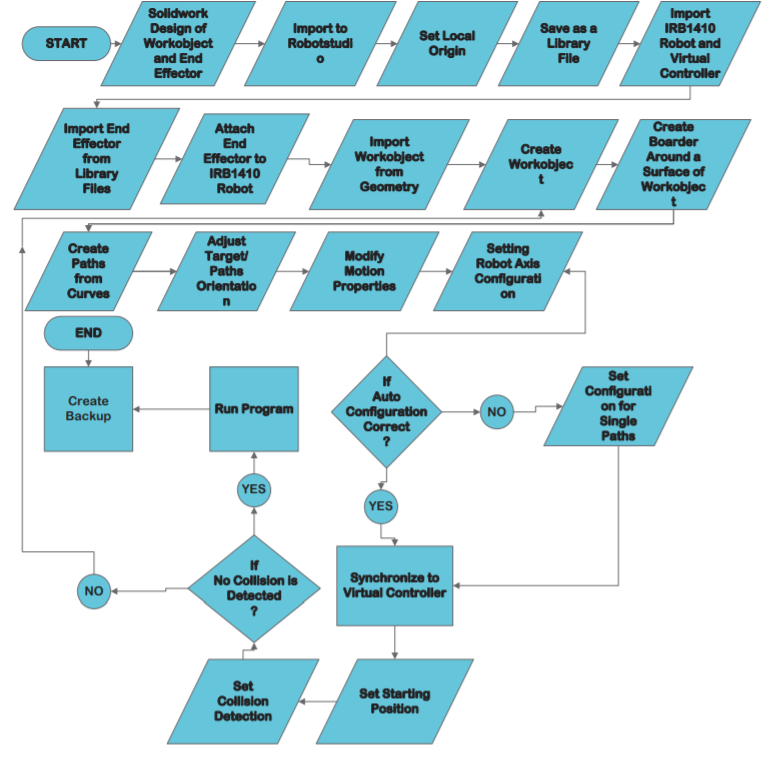 START
Solidwork
Design of
Workobject
and End
Effector
Import to
Robotstudi
o
Set Local
Origin
Save as a
Library
File
Import
IRB1410
Robot and
Virtual
Controller
Import End
Effector
from
Library
Files
Attach
End
Effector to
IRB1410
Robot
Import
Workobject
from
Geometry
Create
Workobjec
t
Create
Boarder
Around a
Surface of
Workobjec
t
Create
Paths
from
Curves
Adjust
Target/
Paths
Orientatio
n
Modify
Motion
Properties
Setting
Robot Axis
Configurati
on
END
Create
Backup
Run Program
If
Auto
Configuration
Correct
?
NO
Set
Configurati
on for
Single
Paths
YES
YES
If
No Collision is
Detected
?
NO
Synchronize to
Virtual Controller
Set
Collision
Detection
Set Starting
Position